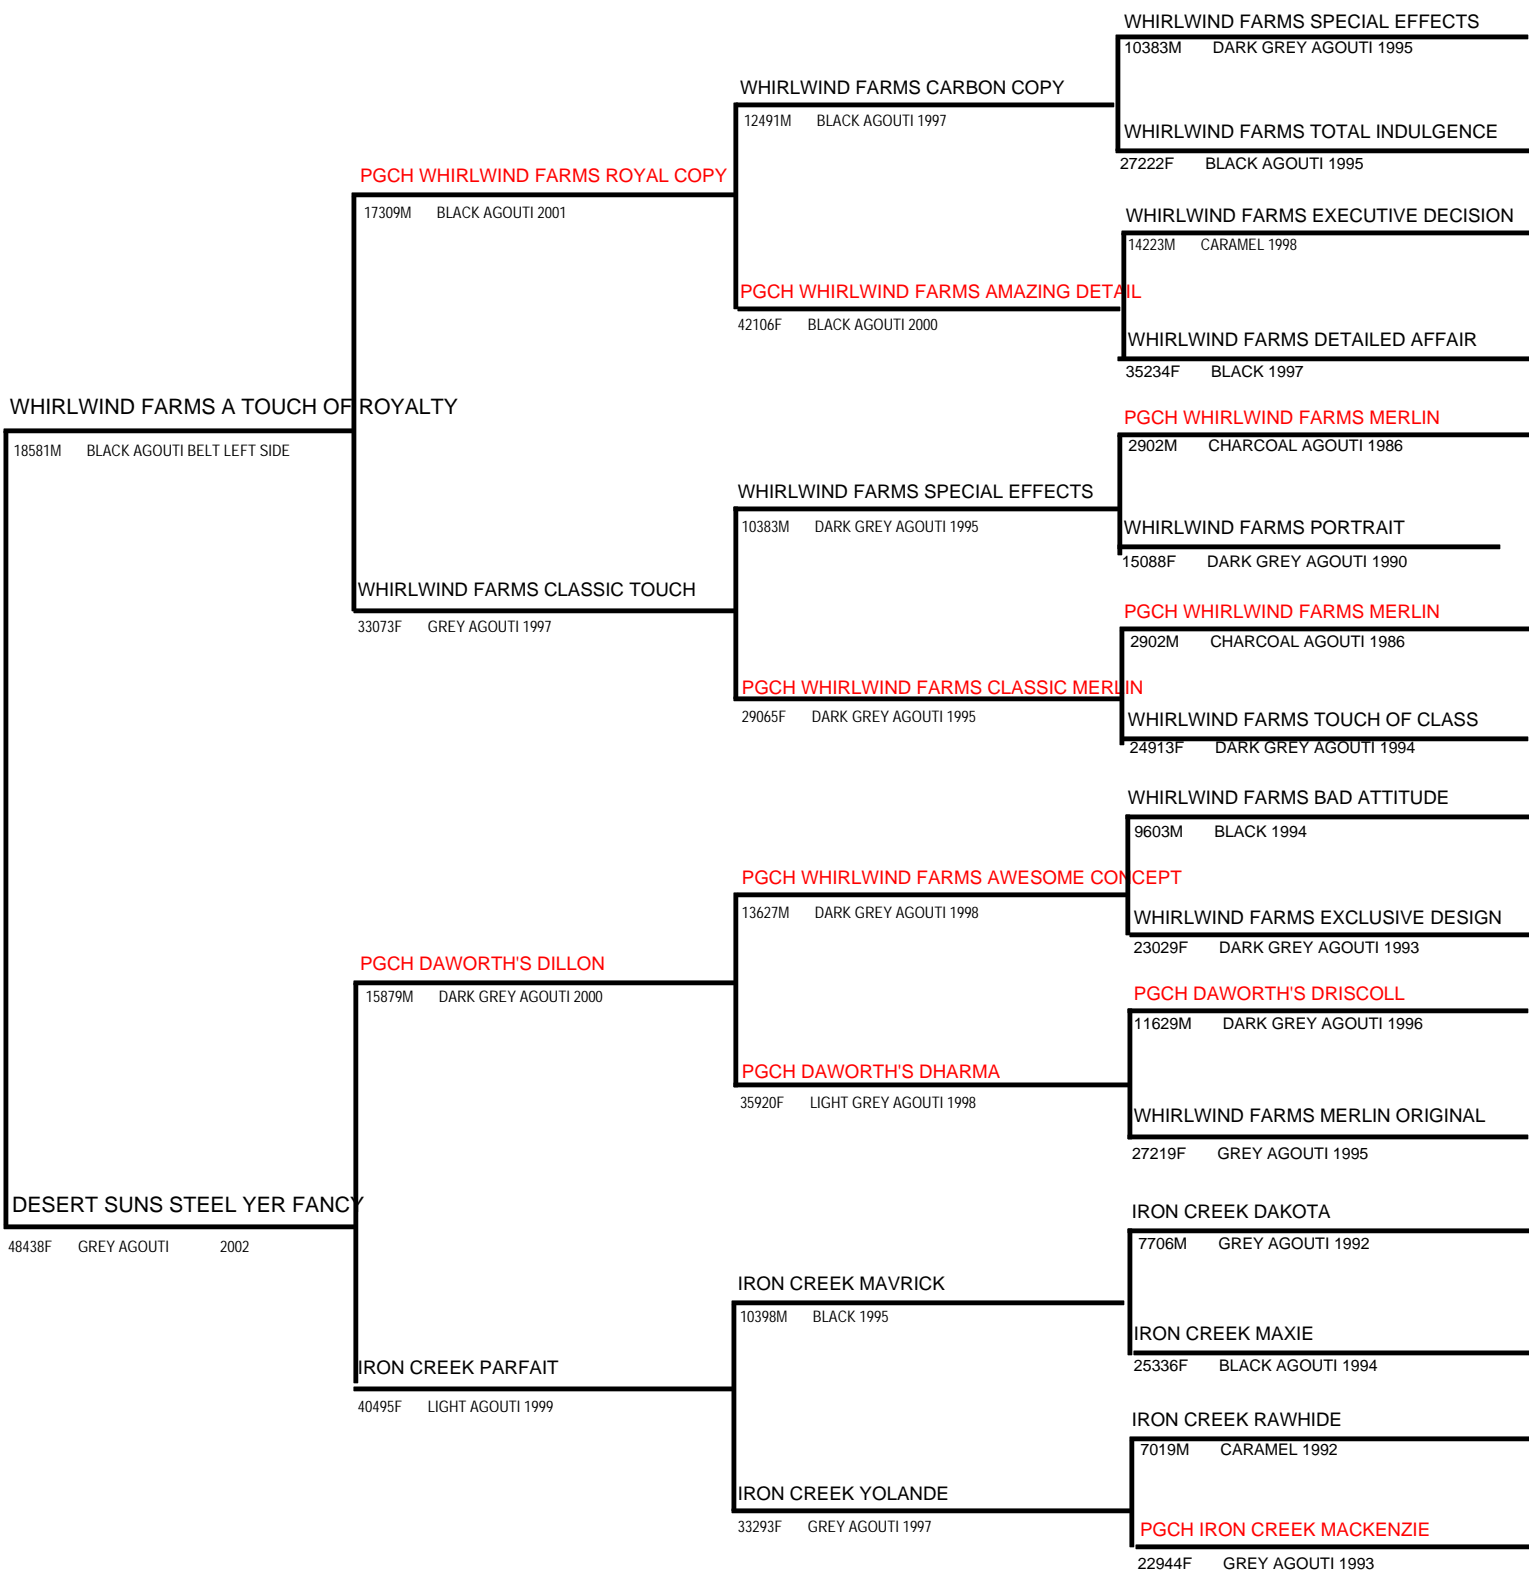 WHIRLWIND FARMS SPECIAL EFFECTS
10383M DARK GREY AGOUTI 1995
WHIRLWIND FARMS CARBON COPY
12491M BLACK AGOUTI 1997
WHIRLWIND FARMS TOTAL INDULGENCE
27222F BLACK AGOUTI 1995
PGCH WHIRLWIND FARMS ROYAL COPY
17309M BLACK AGOUTI 2001
WHIRLWIND FARMS EXECUTIVE DECISION
14223M CARAMEL 1998
PGCH WHIRLWIND FARMS AMAZING DETAIL
42106F BLACK AGOUTI 2000
WHIRLWIND FARMS DETAILED AFFAIR
35234F BLACK 1997
WHIRLWIND FARMS A TOUCH OF ROYALTY
18581M BLACK AGOUTI BELT LEFT SIDE
PGCH WHIRLWIND FARMS MERLIN
2902M CHARCOAL AGOUTI 1986
WHIRLWIND FARMS SPECIAL EFFECTS
10383M DARK GREY AGOUTI 1995
WHIRLWIND FARMS PORTRAIT
15088F DARK GREY AGOUTI 1990
WHIRLWIND FARMS CLASSIC TOUCH
33073F GREY AGOUTI 1997
PGCH WHIRLWIND FARMS MERLIN
2902M CHARCOAL AGOUTI 1986
PGCH WHIRLWIND FARMS CLASSIC MERLIN
29065F DARK GREY AGOUTI 1995
WHIRLWIND FARMS TOUCH OF CLASS
24913F DARK GREY AGOUTI 1994
WHIRLWIND FARMS BAD ATTITUDE
9603M BLACK 1994
PGCH WHIRLWIND FARMS AWESOME CONCEPT
13627M DARK GREY AGOUTI 1998
WHIRLWIND FARMS EXCLUSIVE DESIGN
23029F DARK GREY AGOUTI 1993
PGCH DAWORTH'S DILLON
15879M DARK GREY AGOUTI 2000
PGCH DAWORTH'S DRISCOLL
11629M DARK GREY AGOUTI 1996
PGCH DAWORTH'S DHARMA
35920F LIGHT GREY AGOUTI 1998
WHIRLWIND FARMS MERLIN ORIGINAL
27219F GREY AGOUTI 1995
DESERT SUNS STEEL YER FANCY
48438F GREY AGOUTI 2002
IRON CREEK DAKOTA
7706M GREY AGOUTI 1992
IRON CREEK MAVRICK
10398M BLACK 1995
IRON CREEK MAXIE
25336F BLACK AGOUTI 1994
IRON CREEK PARFAIT
40495F LIGHT AGOUTI 1999
IRON CREEK RAWHIDE
7019M CARAMEL 1992
IRON CREEK YOLANDE
33293F GREY AGOUTI 1997
PGCH IRON CREEK MACKENZIE
22944F GREY AGOUTI 1993